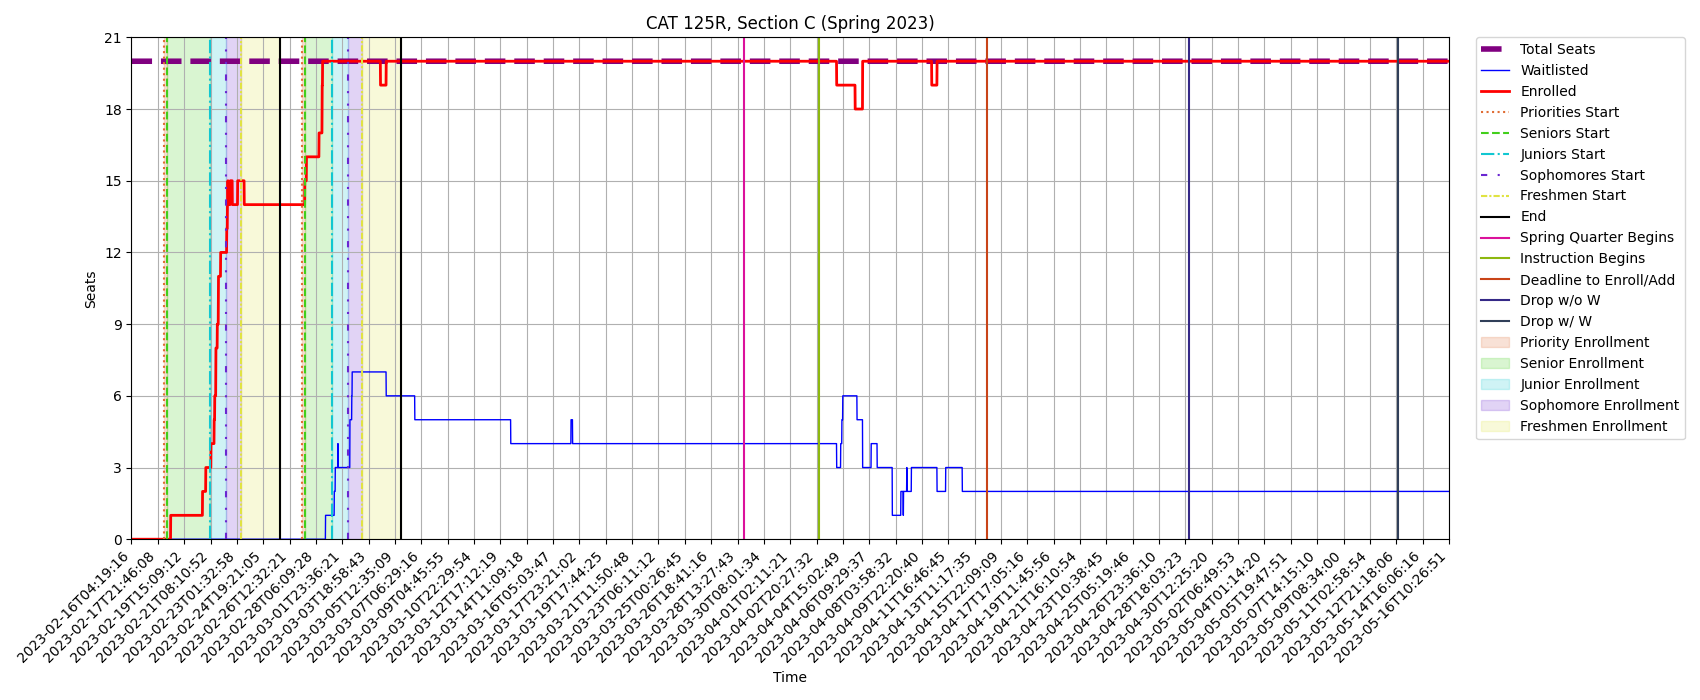 CAT 125R, Section C (Spring 2023)
21
18
15
12
9
6
3
0
Seats
2023-02-16T04:19:16
2023-02-17T21:46:08
2023-02-19T15:09:12
2023-02-21T08:10:52
2023-02-23T01:32:58
2023-02-24T19:21:05
2023-02-26T12:32:21
2023-02-28T06:09:28
2023-03-01T23:36:21
2023-03-03T18:58:43
2023-03-05T12:35:09
2023-03-07T06:29:16
2023-03-09T04:45:55
2023-03-10T22:29:54
2023-03-12T17:12:19
2023-03-14T11:09:18
2023-03-16T05:03:47
2023-03-17T23:21:02
2023-03-19T17:44:25
2023-03-21T11:50:48
2023-03-23T06:11:12
2023-03-25T00:26:45
2023-03-26T18:41:16
2023-03-28T13:27:43
2023-03-30T08:01:34
2023-04-01T02:11:21
2023-04-02T20:27:32
2023-04-04T15:02:49
2023-04-06T09:29:37
2023-04-08T03:58:32
2023-04-09T22:20:40
2023-04-11T16:46:45
2023-04-13T11:17:35
2023-04-15T22:09:09
2023-04-17T17:05:16
2023-04-19T11:45:56
2023-04-21T16:10:54
2023-04-23T10:38:45
2023-04-25T05:19:46
2023-04-26T23:36:10
2023-04-28T18:03:23
2023-04-30T12:25:20
2023-05-02T06:49:53
2023-05-04T01:14:20
2023-05-05T19:47:51
2023-05-07T14:15:10
2023-05-09T08:34:00
2023-05-11T02:58:54
2023-05-12T21:18:06
2023-05-14T16:06:16
2023-05-16T10:26:51
Time
Total Seats
Waitlisted
Enrolled
Priorities Start
Seniors Start
Juniors Start
Sophomores Start
Freshmen Start
End
Spring Quarter Begins
Instruction Begins
Deadline to Enroll/Add
Drop w/o W
Drop w/ W
Priority Enrollment
Senior Enrollment
Junior Enrollment
Sophomore Enrollment
Freshmen Enrollment